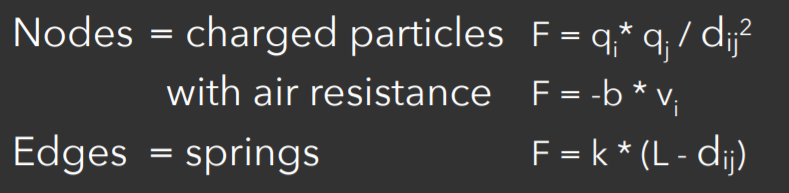 Nodes = charged particles F = qᵢ* qⱼ / dᵢⱼ²
with air resistance F = -b * vᵢ
Edges = springs F = k * (L - dᵢⱼ)